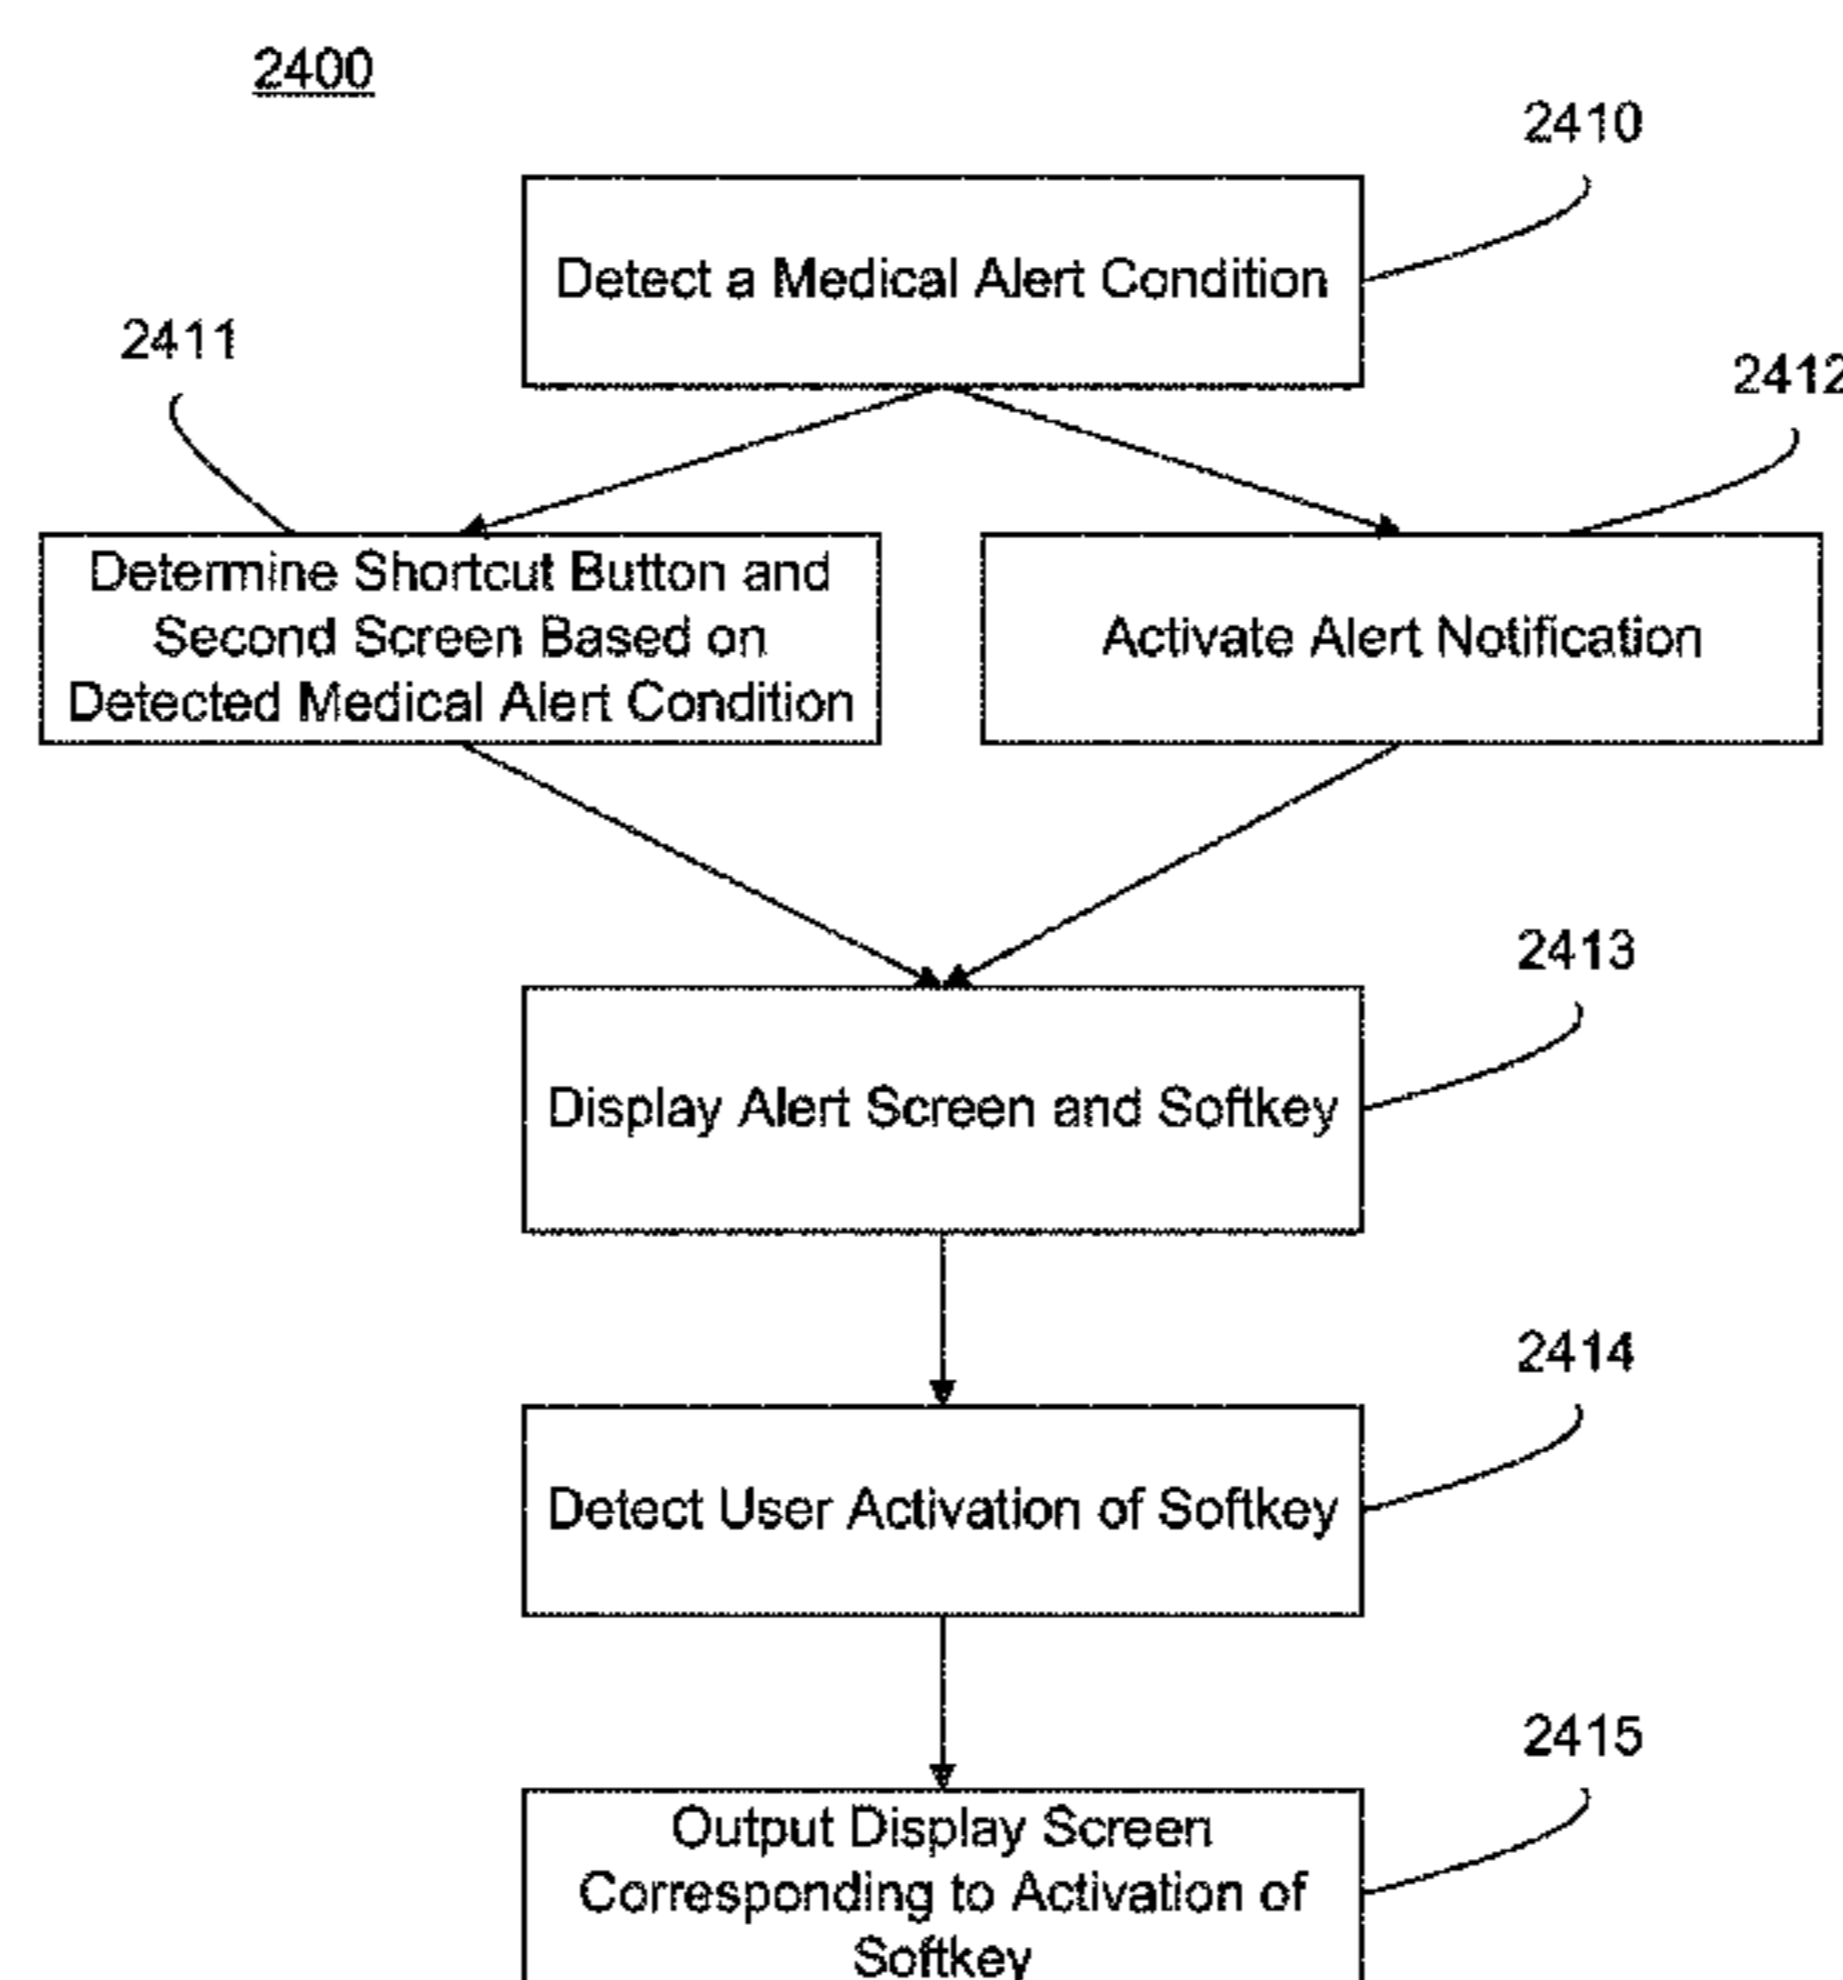 2400
2410
Detect a Medical Alert Condition
2411
2412
Determine Shortcut Button and
Second Screen Based on
Detected Medical Alert Condition
Activate Alert Notification
2413
Display Alert Screen and Softkey
2414
Detect User Activation of Softkey
2415
Output Display Screen
Corresponding to Activation of
Softkey